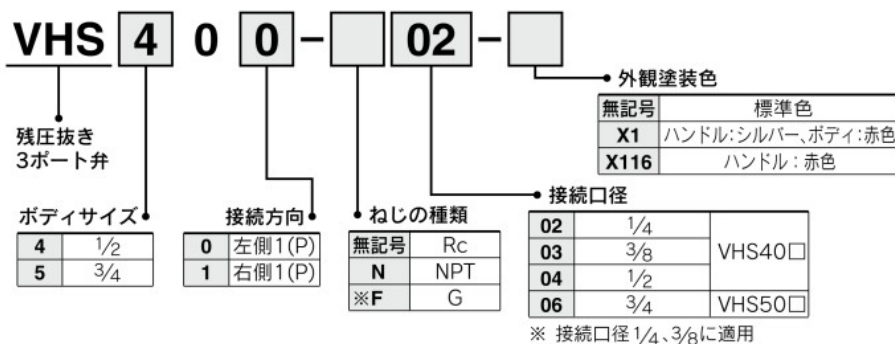 VHS 4 0 0 - □ 02 - □
外観塗装色
無記号 標準色
X1 ハンドル:シルバー、ボディ:赤色
X116 ハンドル：赤色
残圧抜き
3ポート弁
ボディサイズ
4 1/2
5 3/4
接続方向
0 左側1(P)
1 右側1(P)
ねじの種類
無記号 Rc
N NPT
※F G
接続口径
02 1/4 VHS40□
03 3/8
04 1/2
06 3/4 VHS50□
※ 接続口径1/4、3/8に適用